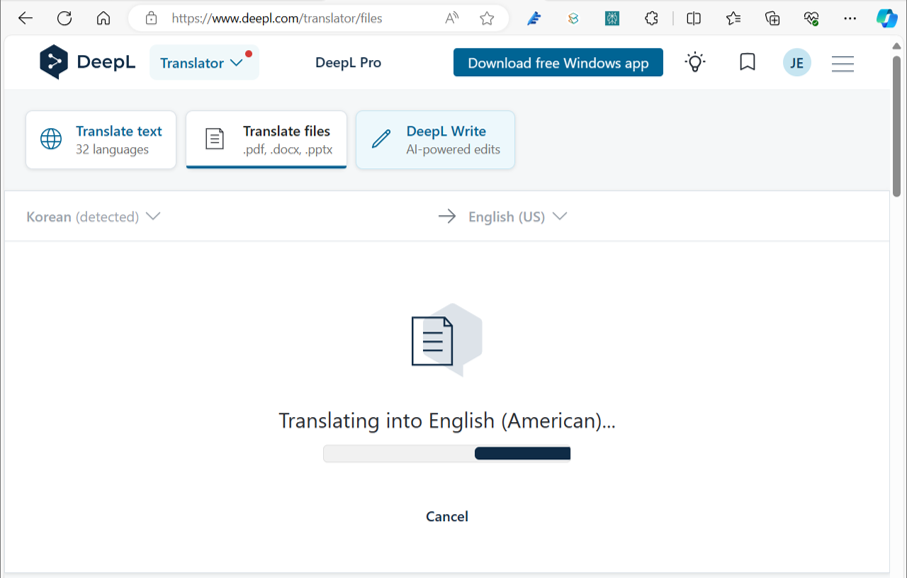 https://www.deepl.com/translator/files
DeepL
Translator
DeepL Pro
Download free Windows app
JE
Translate text
32 languages
Translate files
.pdf, .docx, .pptx
DeepL Write
AI-powered edits
Korean (detected)
English (US)
Translating into English (American)...
Cancel